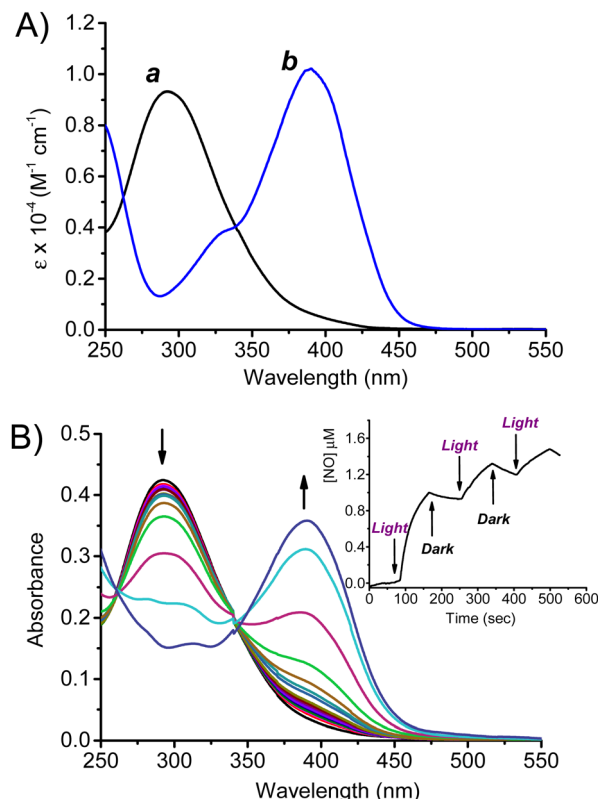 A)
1.2
1.0
0.8
0.6
0.4
0.2
0.0
ε x 10⁻⁴ (M⁻¹ cm⁻¹)
a
b
250 300 350 400 450 500 550
Wavelength (nm)
B)
0.5
0.4
0.3
0.2
0.1
0.0
Absorbance
250 300 350 400 450 500 550
Wavelength (nm)
[NO] μM
1.6
1.2
0.8
0.4
0.0
Light
Light
Light
Dark
Dark
0 100 200 300 400 500 600
Time (sec)